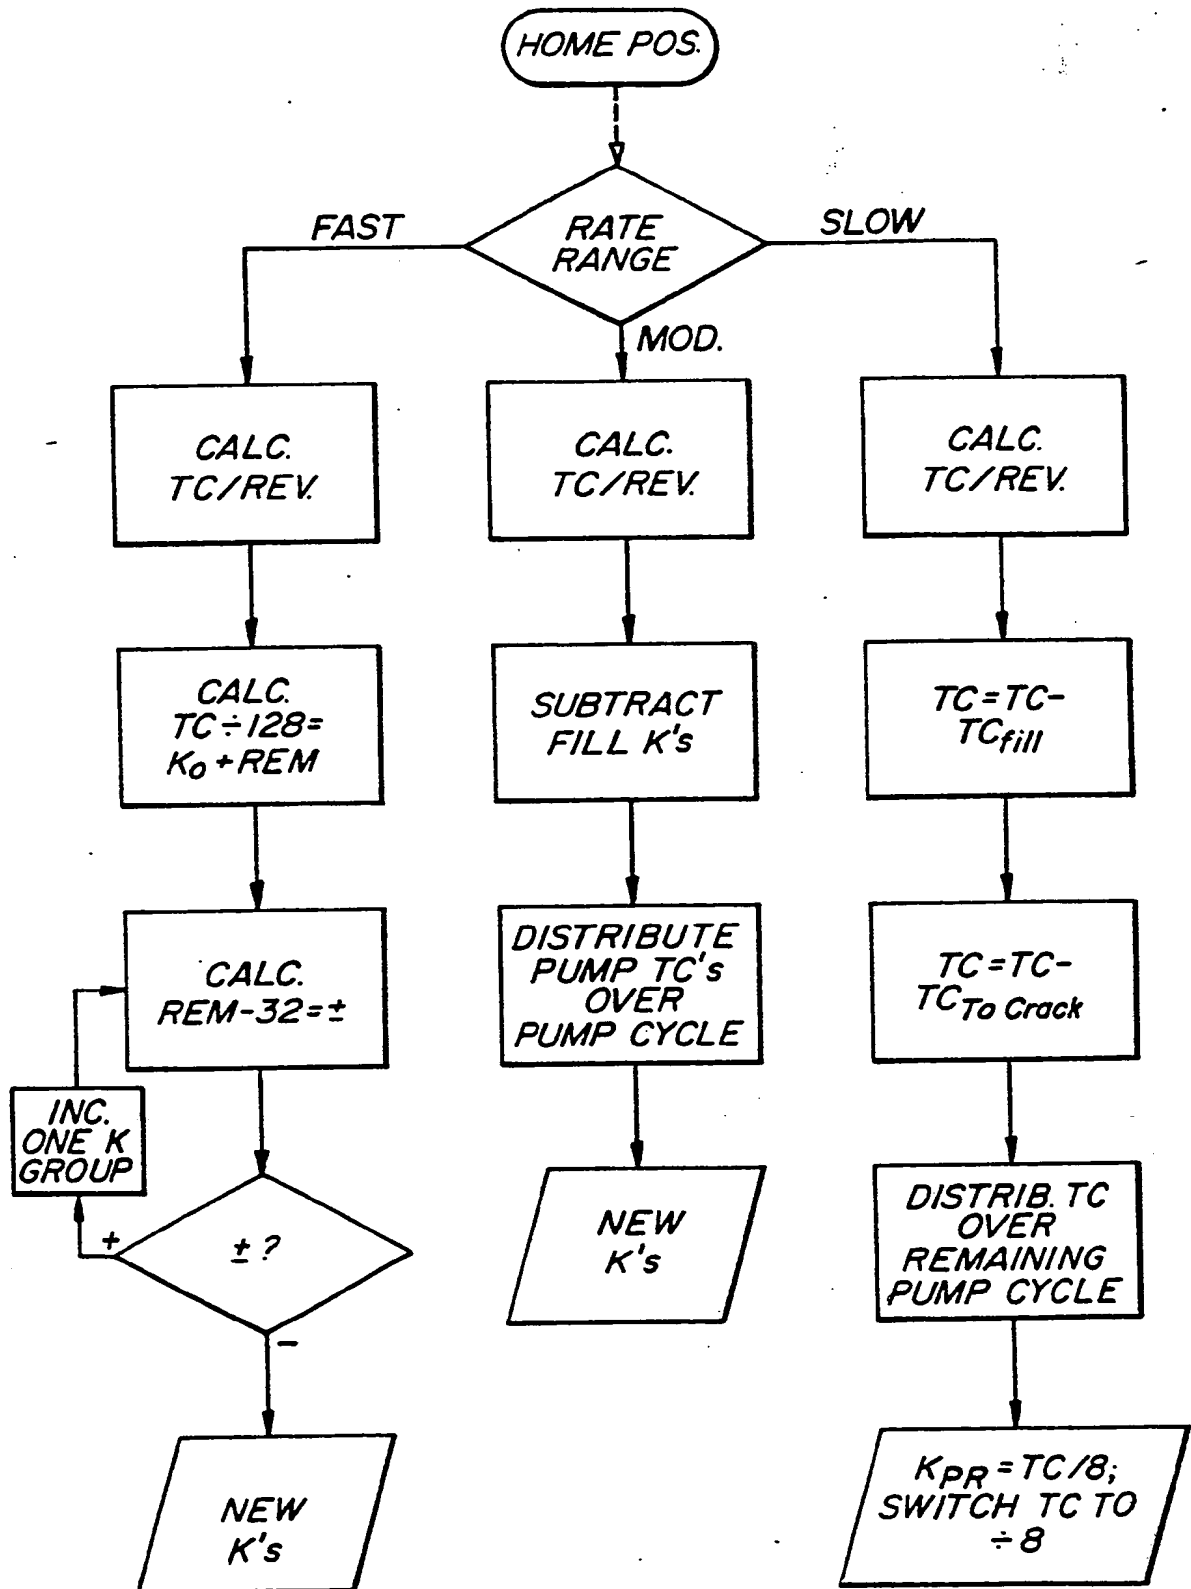 HOME POS.
RATE
RANGE
FAST
SLOW
MOD.
CALC.
TC/REV.
CALC.
TC÷128=
K₀+REM
CALC.
REM-32=±
INC.
ONE K
GROUP
+
±?
−
NEW
K's
CALC.
TC/REV.
SUBTRACT
FILL K's
DISTRIBUTE
PUMP TC's
OVER
PUMP CYCLE
NEW
K's
CALC.
TC/REV.
TC=TC-
TCfill
TC=TC-
TCTo Crack
DISTRIB. TC
OVER
REMAINING
PUMP CYCLE
KPR=TC/8;
SWITCH TC TO
÷8